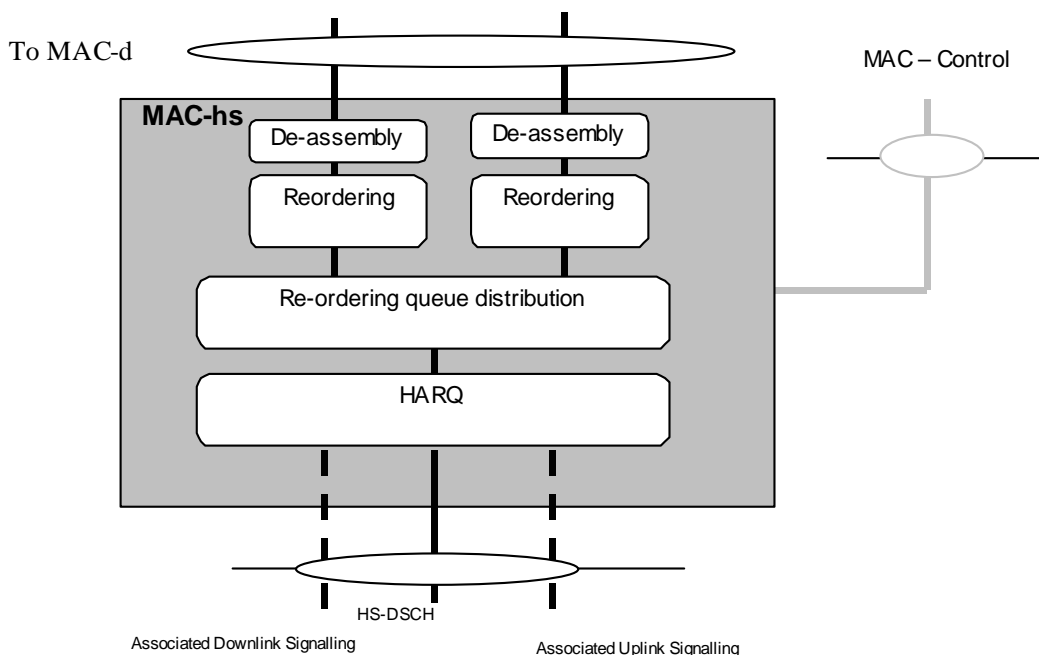 To MAC-d
MAC – Control
MAC-hs
De-assembly
De-assembly
Reordering
Reordering
Re-ordering queue distribution
HARQ
HS-DSCH
Associated Downlink Signalling
Associated Uplink Signalling